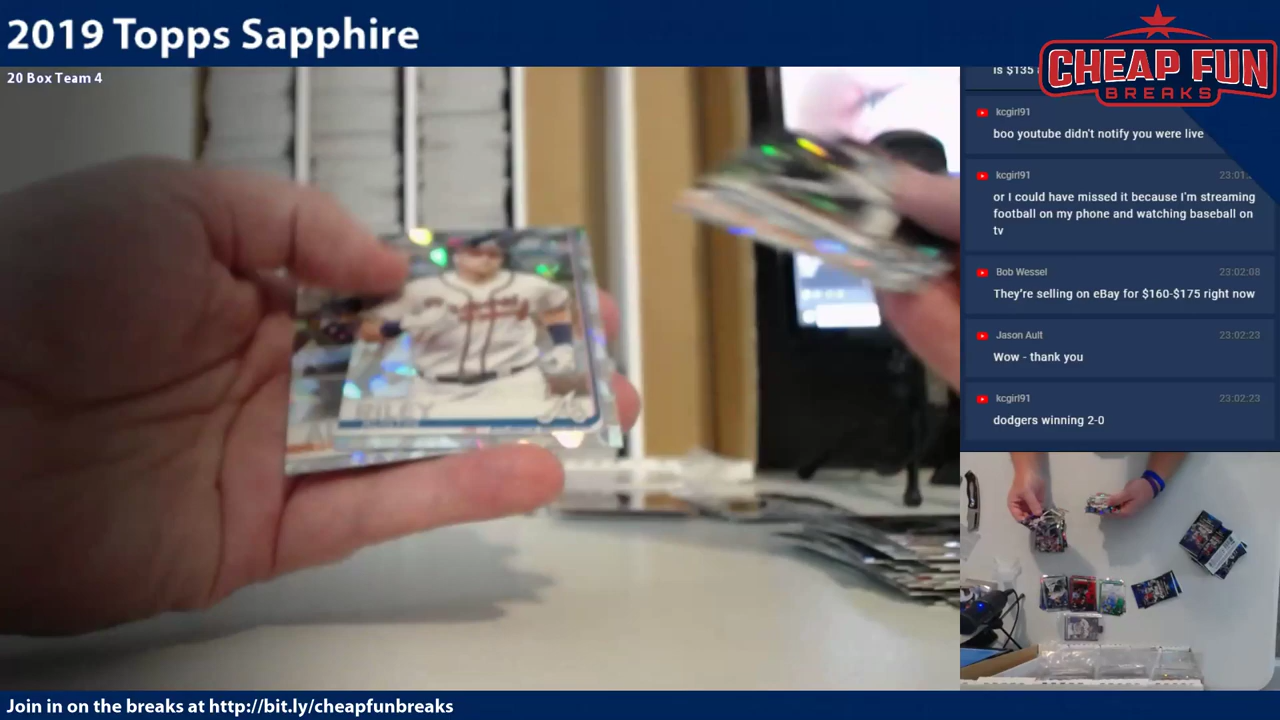 2019 Topps Sapphire
20 Box Team 4
CHEAP FUN
BREAKS
is $135
kcgirl91
boo youtube didn't notify you were live
kcgirl91 23:01:
or I could have missed it because I'm streaming
football on my phone and watching baseball on
tv
Bob Wessel 23:02:08
They're selling on eBay for $160-$175 right now
Jason Ault 23:02:23
Wow - thank you
kcgirl91 23:02:23
dodgers winning 2-0
RILEY
Join in on the breaks at http://bit.ly/cheapfunbreaks